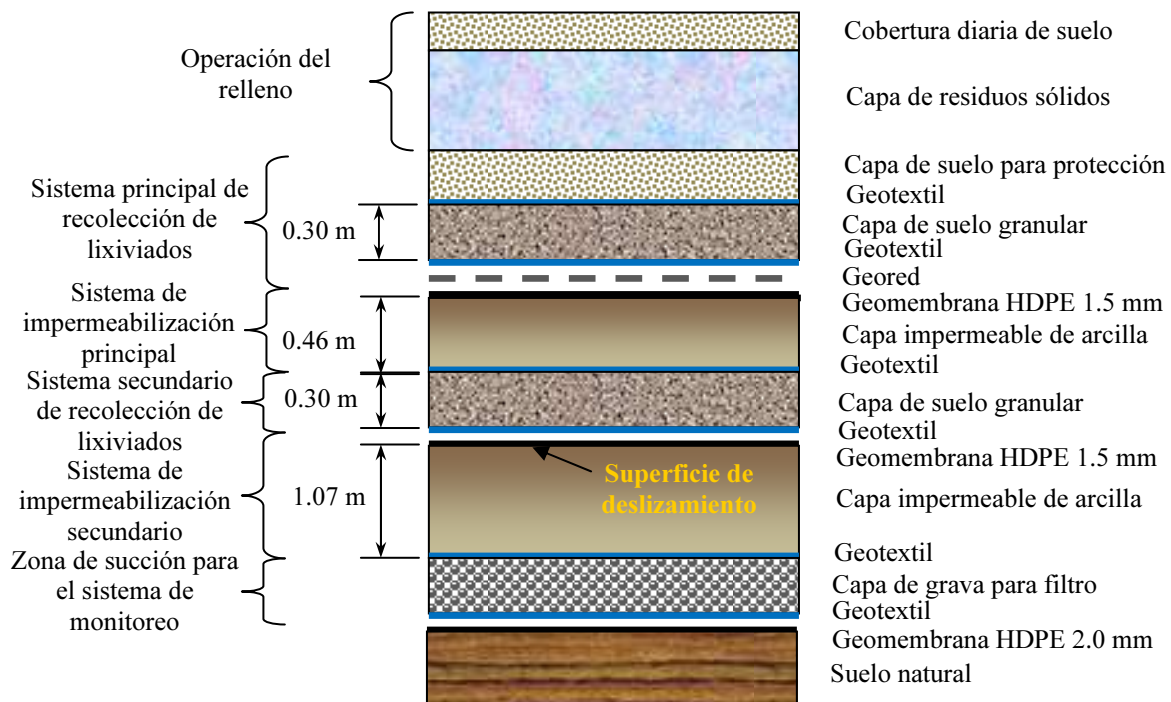 Operación del
relleno
Sistema principal de
recolección de
lixiviados
Sistema de
impermeabilización
principal
Sistema secundario
de recolección de
lixiviados
Sistema de
impermeabilización
secundario
Zona de succión para
el sistema de
monitoreo
0.30 m
0.46 m
0.30 m
1.07 m
Superficie de
deslizamiento
Cobertura diaria de suelo
Capa de residuos sólidos
Capa de suelo para protección
Geotextil
Capa de suelo granular
Geotextil
Geored
Geomembrana HDPE 1.5 mm
Capa impermeable de arcilla
Geotextil
Capa de suelo granular
Geotextil
Geomembrana HDPE 1.5 mm
Capa impermeable de arcilla
Geotextil
Capa de grava para filtro
Geotextil
Geomembrana HDPE 2.0 mm
Suelo natural